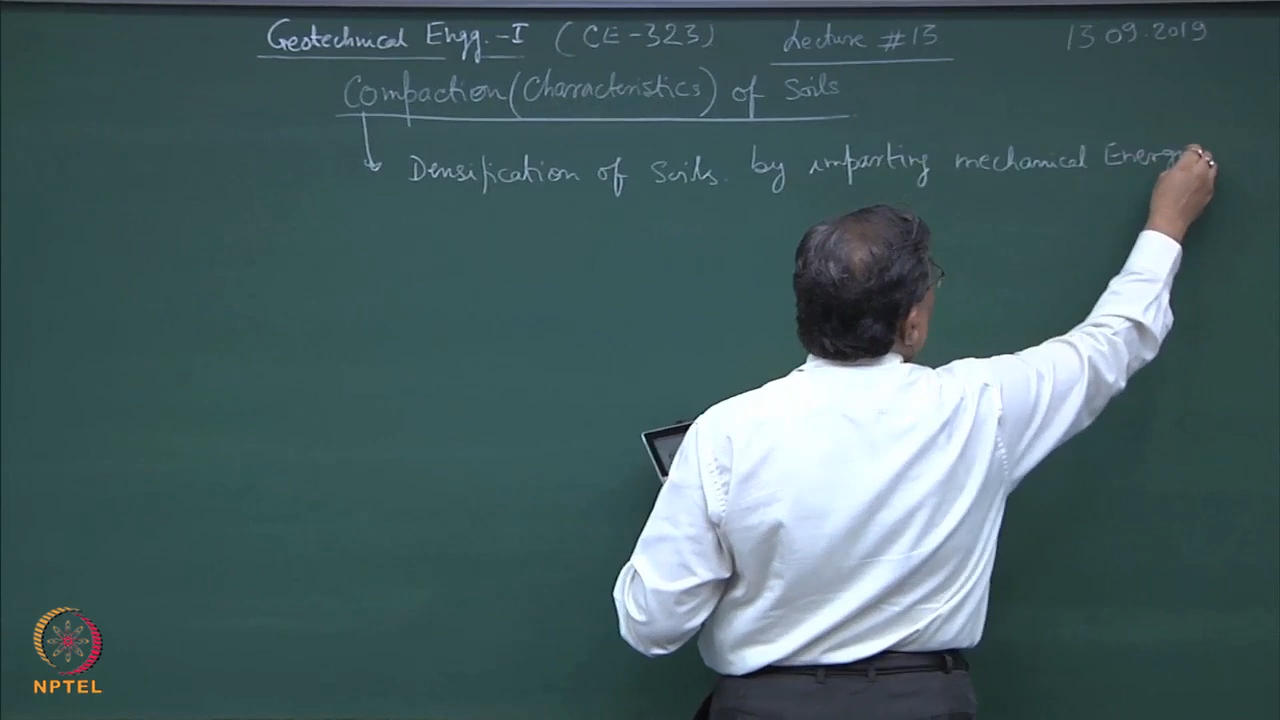 Geotechnical Engg.-I (CE-323) Lecture #13 13.09.2019
Compaction (Characteristics) of Soils
Densification of Soils. by imparting mechanical Energy
NPTEL